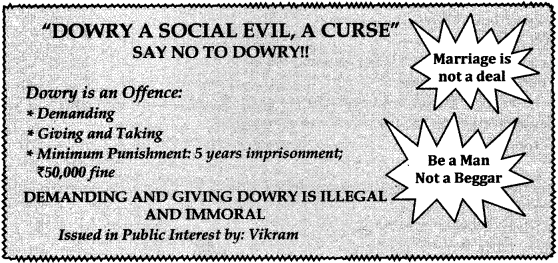 "DOWRY A SOCIAL EVIL, A CURSE"
SAY NO TO DOWRY!!
Marriage is
not a deal
Dowry is an Offence:
* Demanding
* Giving and Taking
* Minimum Punishment: 5 years imprisonment;
₹50,000 fine
Be a Man
Not a Beggar
DEMANDING AND GIVING DOWRY IS ILLEGAL
AND IMMORAL
Issued in Public Interest by: Vikram